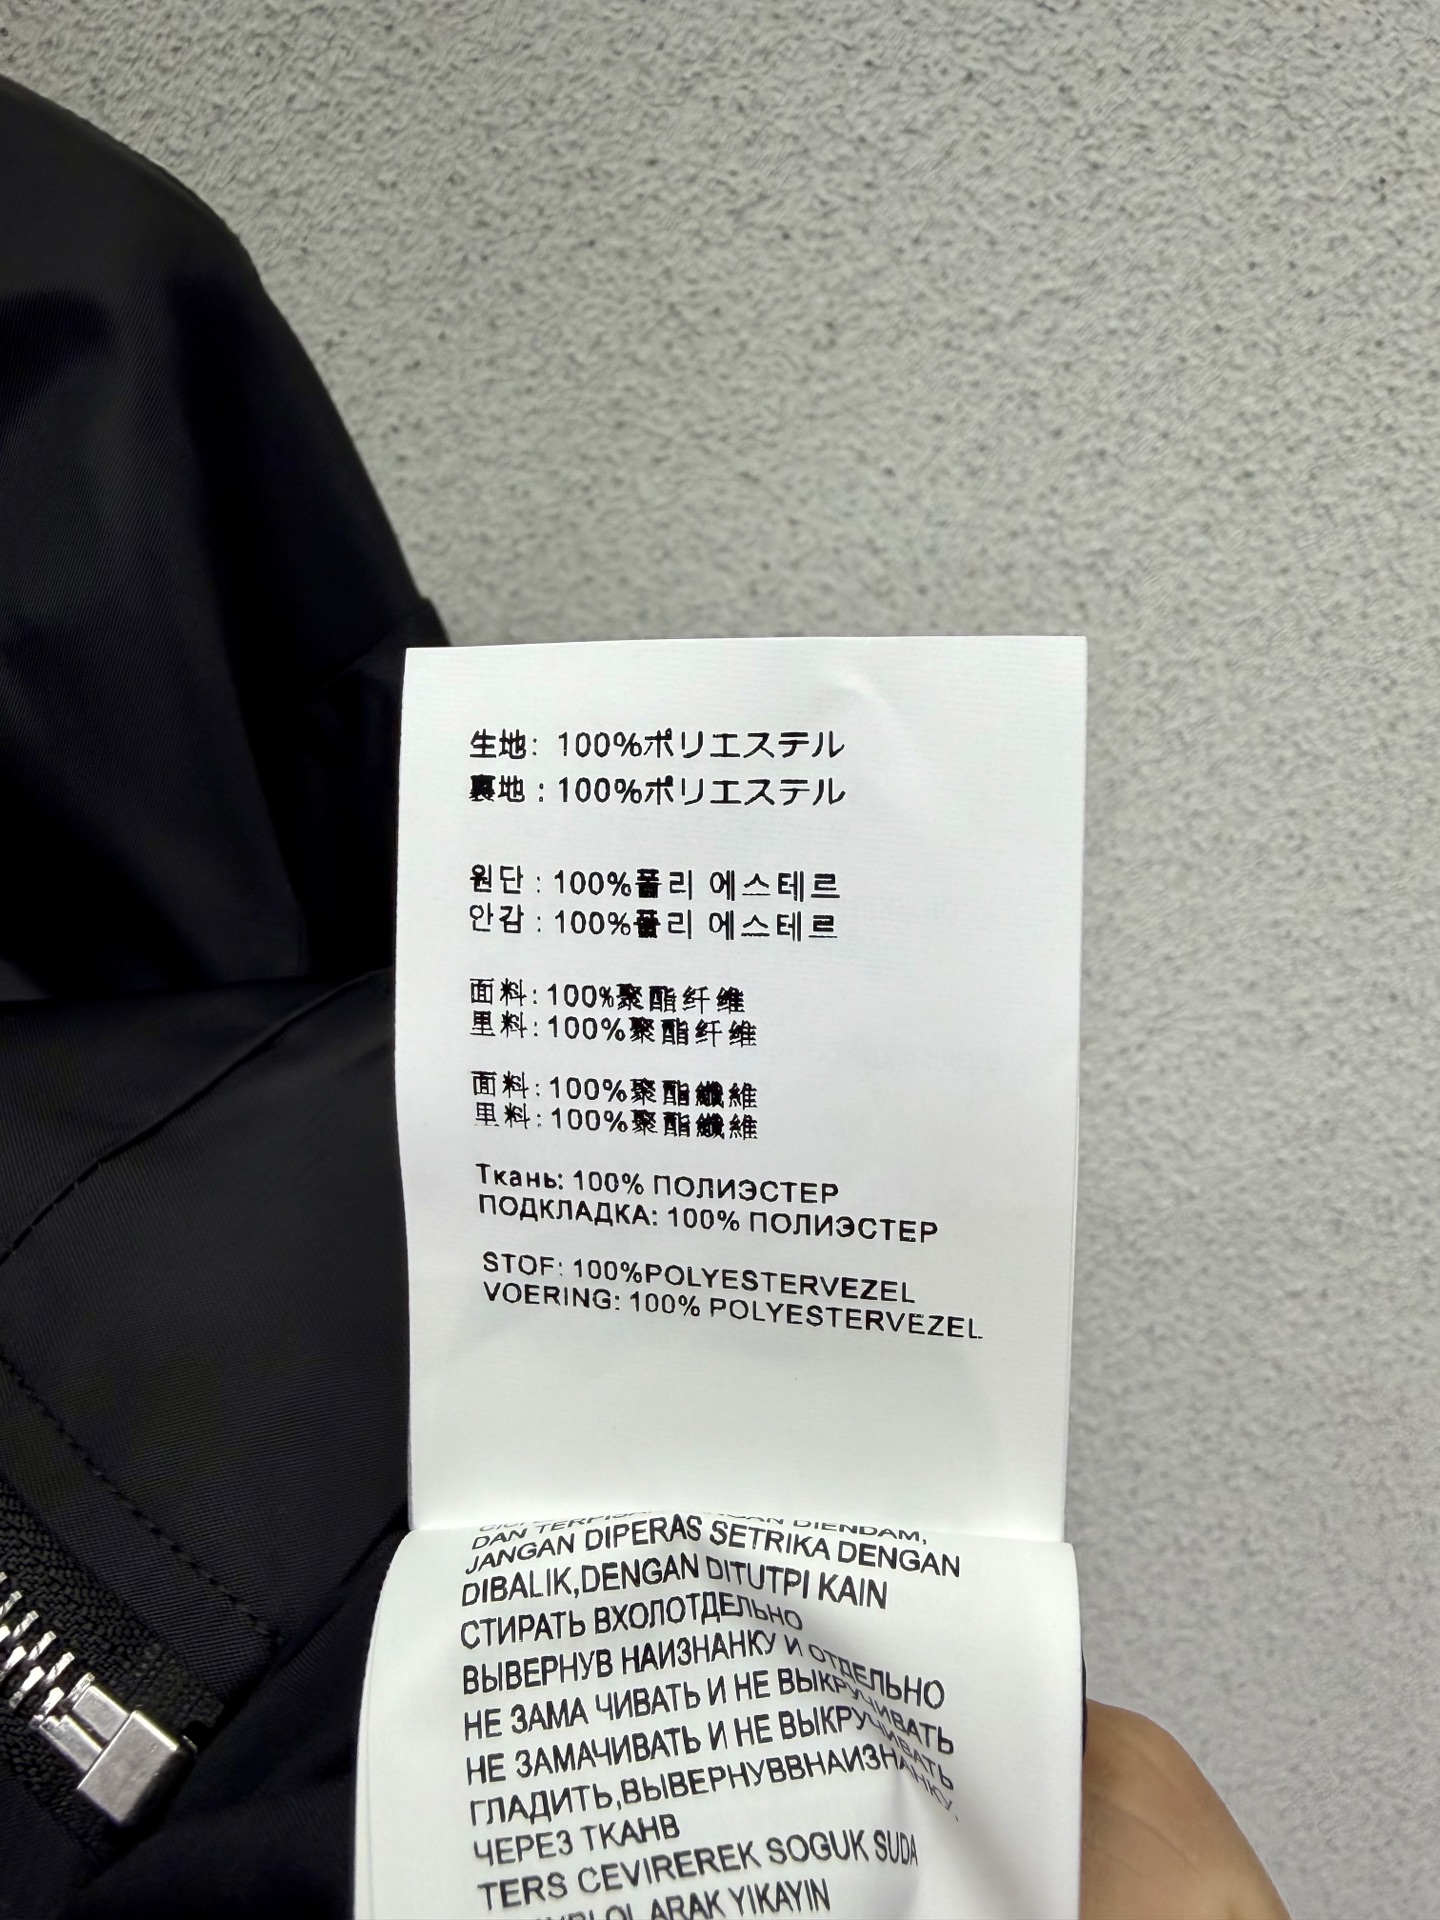 生地: 100%ポリエステル
裏地 : 100%ポリエステル
원단 : 100%폴리 에스테르
안감 : 100%폴리 에스테르
面料: 100%聚酯纤维
里料: 100%聚酯纤维
面料: 100%聚酯纖維
里料: 100%聚酯纖維
Ткань: 100% ПОЛИЭСТЕР
ПОДКЛАДКА: 100% ПОЛИЭСТЕР
STOF: 100%POLYESTERVEZEL
VOERING: 100% POLYESTERVEZEL
DAN DIENDAM,
JANGAN DIPERAS SETRIKA DENGAN
DIBALIK,DENGAN DITUTPI KAIN
СТИРАТЬ ВХОЛОТДЕЛЬНО
ВЫВЕРНУВ НАИЗНАНКУ И ОТДЕЛЬНО
НЕ ЗАМА ЧИВАТЬ И НЕ ВЫКРУЧИВАТЬ
НЕ ЗАМАЧИВАТЬ И НЕ ВЫКРУЧИВАТЬ
ГЛАДИТЬ,ВЫВЕРНУВВНАИЗНАНКУ,
ЧЕРЕЗ ТКАНВ
TERS CEVIREREK SOGUK SUDA
YIKAYIN